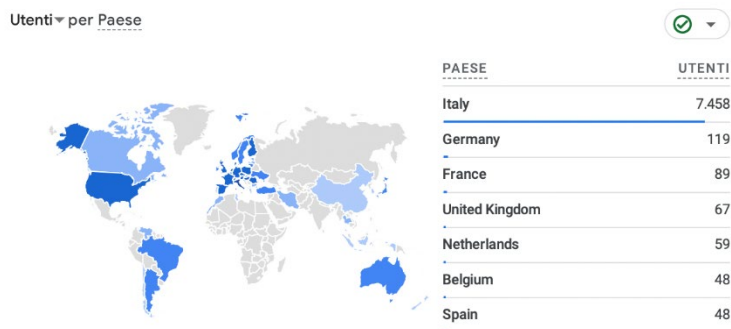 Utenti per Paese
PAESE UTENTI
Italy 7.458
Germany 119
France 89
United Kingdom 67
Netherlands 59
Belgium 48
Spain 48